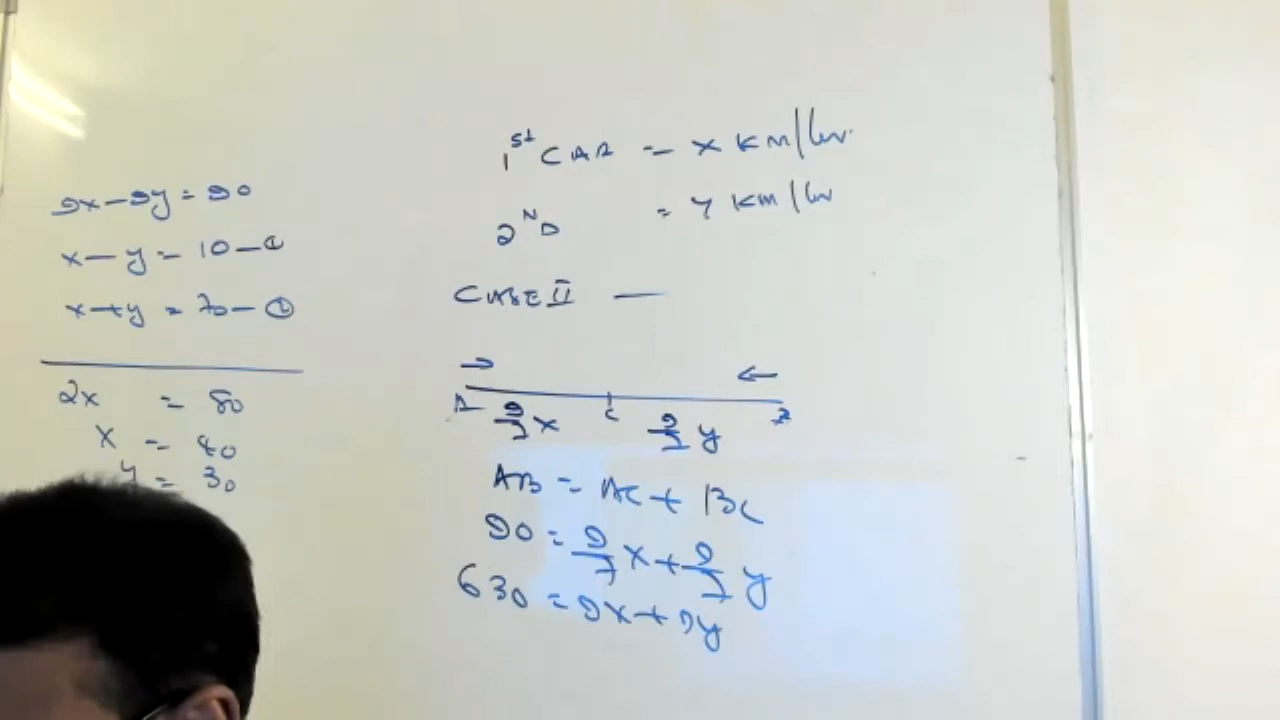 9x-9y=90
x-y=10-①
x+y=70-②
2x=80
x=40
y=30
1st CAR = x KM/hr
2ND = y KM/hr
CASE II —
→ ←
A C B
9/7 x 9/7 y
AB = AC + BC
90 = 9/7 x + 9/7 y
630 = 9x+9y